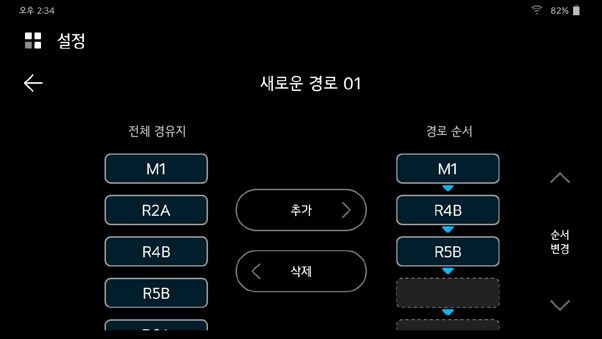 오후 2:34
82%
설정
새로운 경로 01
전체 경유지
경로 순서
M1
R2A
R4B
R5B
추가
삭제
M1
R4B
R5B
순서
변경